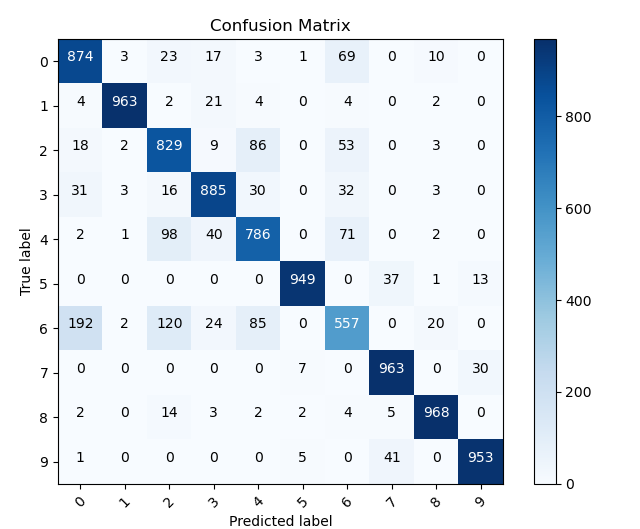 Confusion Matrix
0 874 3 23 17 3 1 69 0 10 0
1 4 963 2 21 4 0 4 0 2 0
2 18 2 829 9 86 0 53 0 3 0
3 31 3 16 885 30 0 32 0 3 0
4 2 1 98 40 786 0 71 0 2 0
5 0 0 0 0 0 949 0 37 1 13
6 192 2 120 24 85 0 557 0 20 0
7 0 0 0 0 0 7 0 963 0 30
8 2 0 14 3 2 2 4 5 968 0
9 1 0 0 0 0 5 0 41 0 953
0 1 2 3 4 5 6 7 8 9
True label
Predicted label
800
600
400
200
0